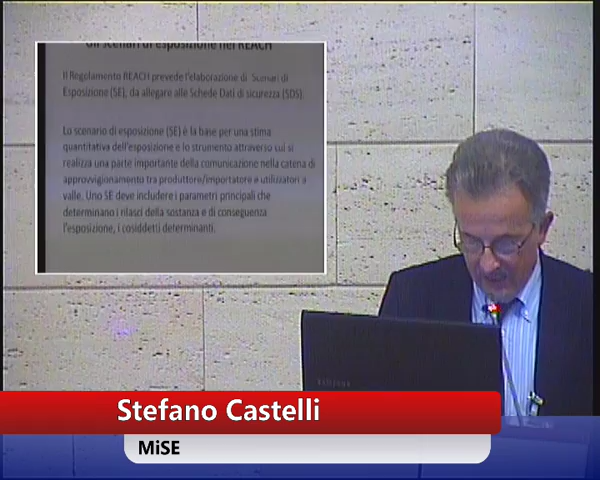 Gli scenari di esposizione nel REACH
Il Regolamento REACH prevede l'elaborazione di Scenari di
Esposizione (SE), da allegare alle Schede Dati di sicurezza (SDS).
Lo scenario di esposizione (SE) è la base per una stima
quantitativa dell'esposizione e lo strumento attraverso cui si
realizza una parte importante della comunicazione nella catena di
approvvigionamento tra produttore/importatore a utilizzatori a
valle. Uno SE deve includere i parametri principali che
determinano i rilasci della sostanza e di conseguenza
l'esposizione, i cosiddetti determinanti.
Stefano Castelli
MiSE